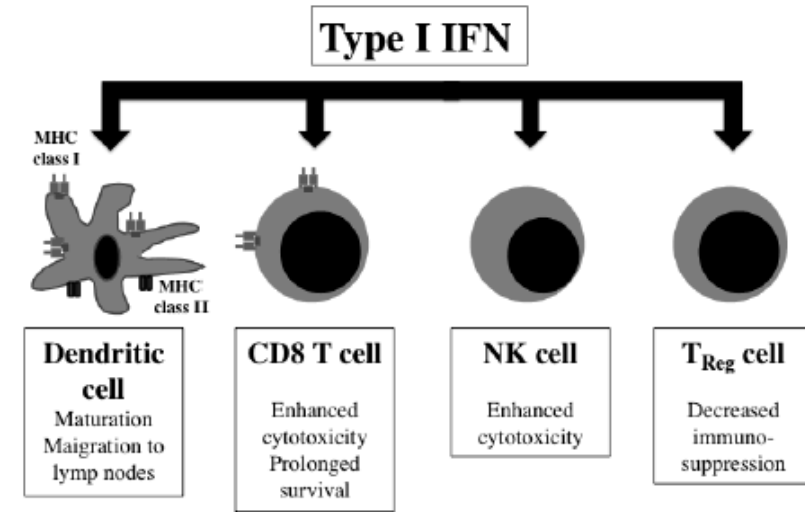 Type I IFN
MHC
class I
MHC
class II
Dendritic
cell
Maturation
Maigration to
lymp nodes
CD8 T cell
Enhanced
cytotoxicity
Prolonged
survival
NK cell
Enhanced
cytotoxicity
TReg cell
Decreased
immuno-
suppression